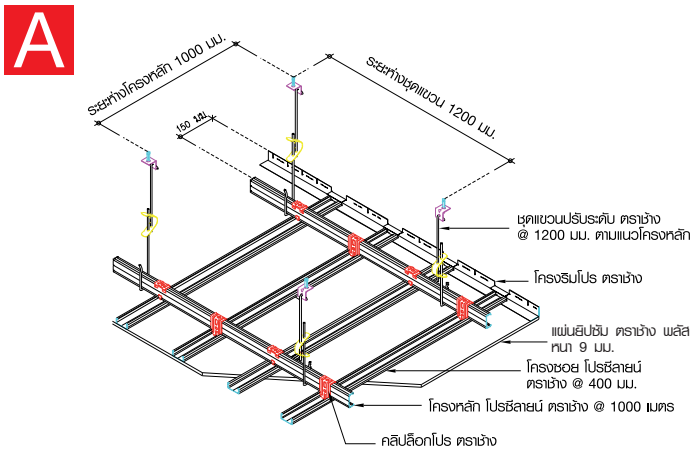 A
ระยะห่างโครงหลัก 1000 มม.
ระยะห่างชุดแขวน 1200 มม.
150 มม
ชุดแขวนปรับระดับ ตราช้าง
@ 1200 มม. ตามแนวโครงหลัก
โครงริมโปร ตราช้าง
แผ่นยิปซัม ตราช้าง พลัส
หนา 9 มม.
โครงซอย โปรซีลายน์
ตราช้าง @ 400 มม.
โครงหลัก โปรซีลายน์ ตราช้าง @ 1000 เมตร
คลิปล็อกโปร ตราช้าง